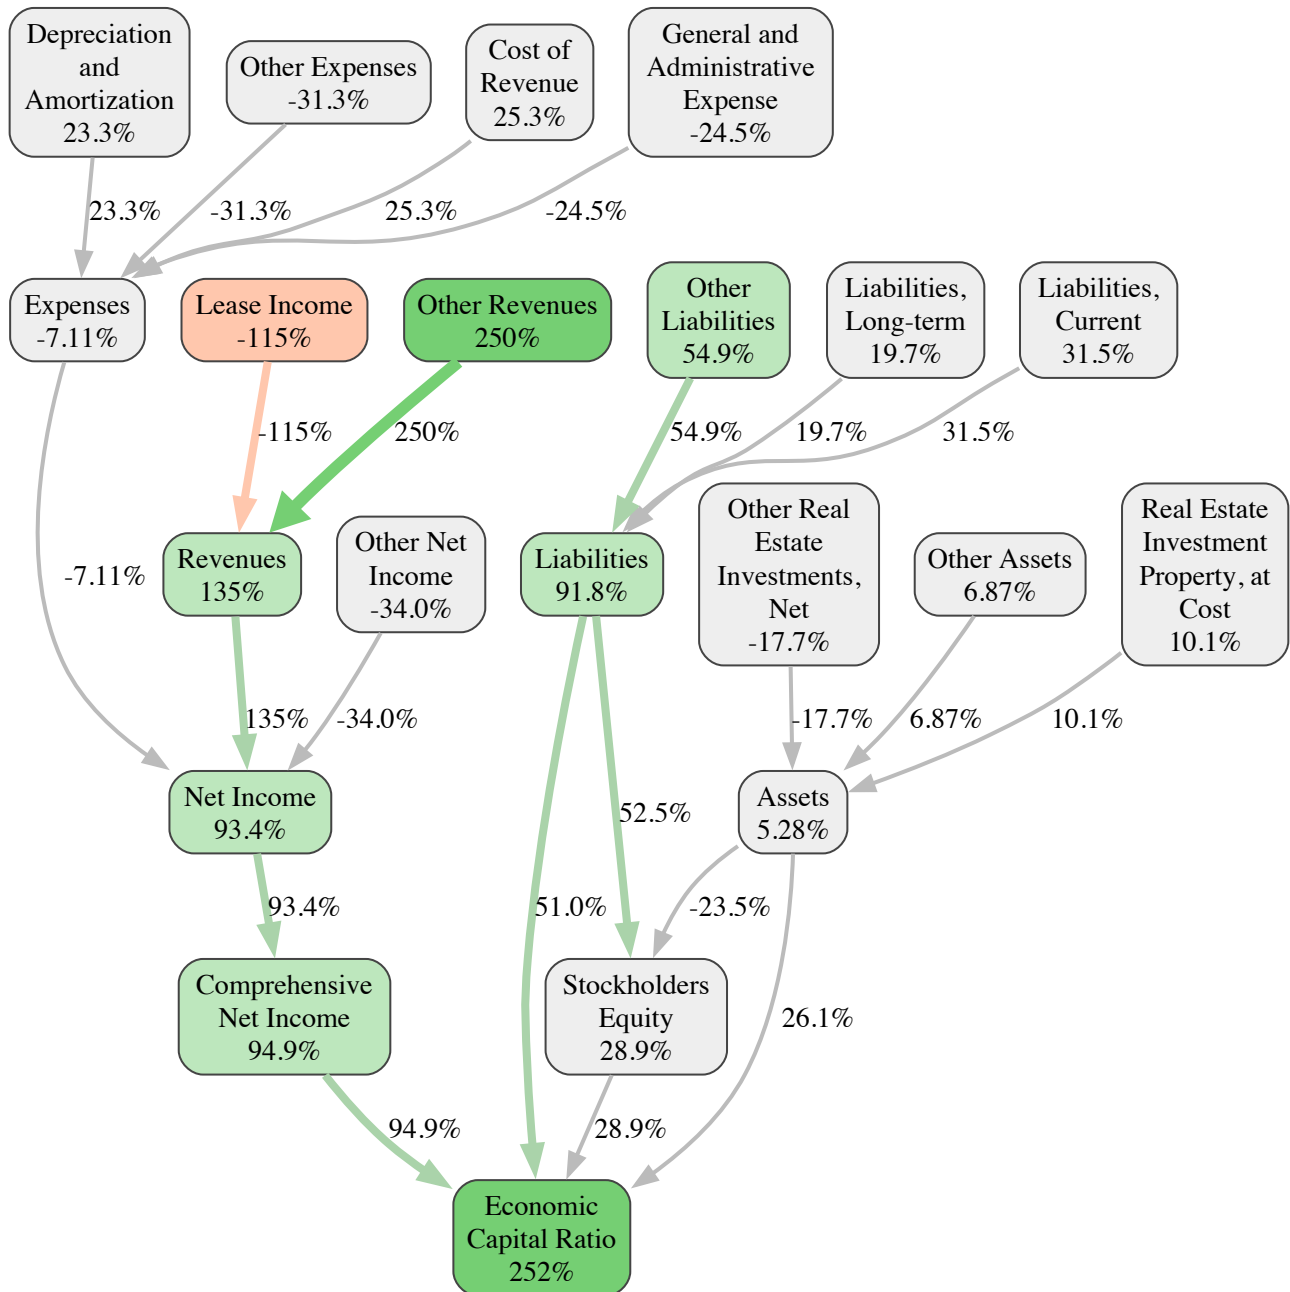 Depreciation
and
Amortization
23.3%
Other Expenses
-31.3%
Cost of
Revenue
25.3%
General and
Administrative
Expense
-24.5%
23.3%
-31.3%
25.3%
-24.5%
Expenses
-7.11%
Lease Income
-115%
Other Revenues
250%
Other
Liabilities
54.9%
Liabilities,
Long-term
19.7%
Liabilities,
Current
31.5%
-115%
250%
54.9%
19.7%
31.5%
-7.11%
Revenues
135%
Other Net
Income
-34.0%
Liabilities
91.8%
Other Real
Estate
Investments,
Net
-17.7%
Other Assets
6.87%
Real Estate
Investment
Property, at
Cost
10.1%
135%
-34.0%
-17.7%
6.87%
10.1%
Net Income
93.4%
52.5%
Assets
5.28%
93.4%
51.0%
-23.5%
Comprehensive
Net Income
94.9%
Stockholders
Equity
28.9%
26.1%
94.9%
28.9%
Economic
Capital Ratio
252%